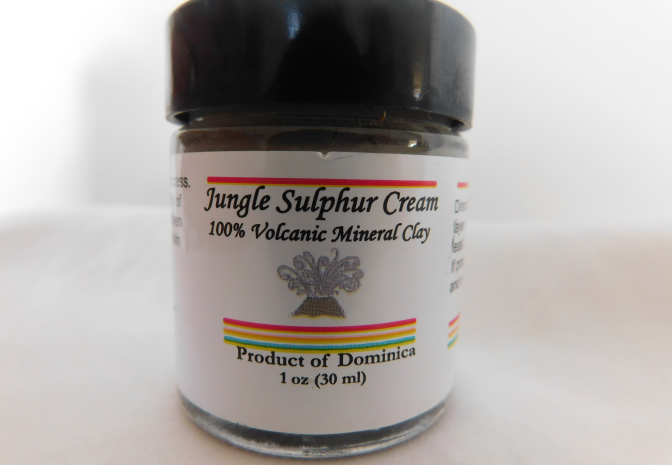 Jungle Sulphur Cream
100% Volcanic Mineral Clay
Product of Dominica
1 oz (30 ml)